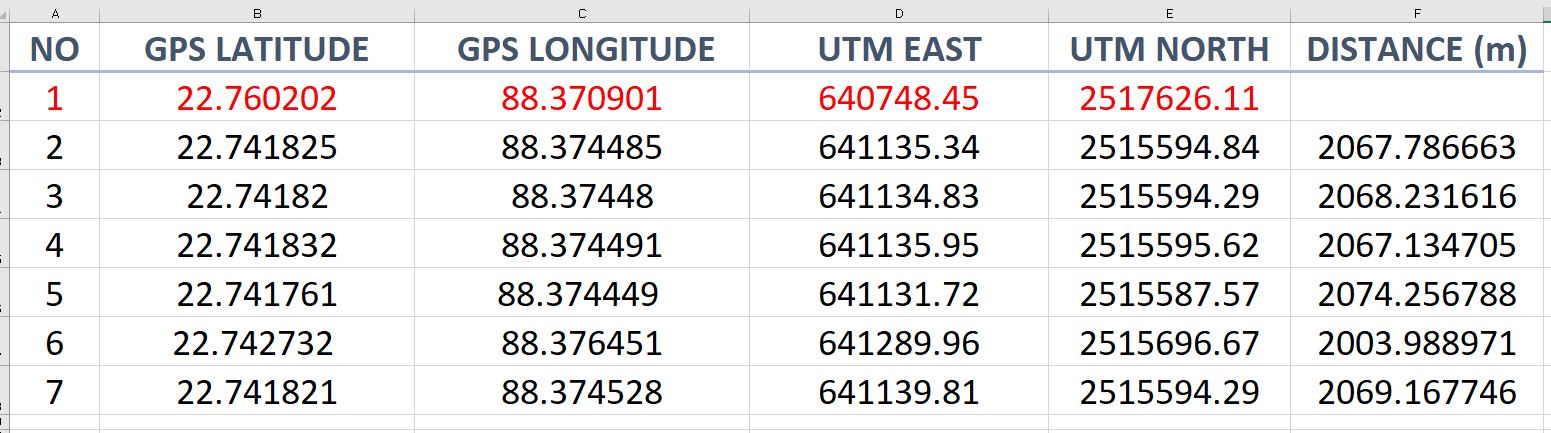 A B C D E F
NO GPS LATITUDE GPS LONGITUDE UTM EAST UTM NORTH DISTANCE (m)
1 22.760202 88.370901 640748.45 2517626.11
2 22.741825 88.374485 641135.34 2515594.84 2067.786663
3 22.74182 88.37448 641134.83 2515594.29 2068.231616
4 22.741832 88.374491 641135.95 2515595.62 2067.134705
5 22.741761 88.374449 641131.72 2515587.57 2074.256788
6 22.742732 88.376451 641289.96 2515696.67 2003.988971
7 22.741821 88.374528 641139.81 2515594.29 2069.167746